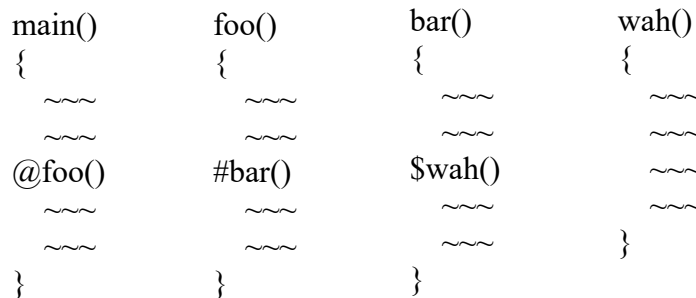 main() foo() bar() wah()
{ { { {
~~~ ~~~ ~~~ ~~~
~~~ ~~~ ~~~ ~~~
@foo() #bar() $wah() ~~~
~~~ ~~~ ~~~ ~~~
~~~ ~~~ ~~~ }
} } }